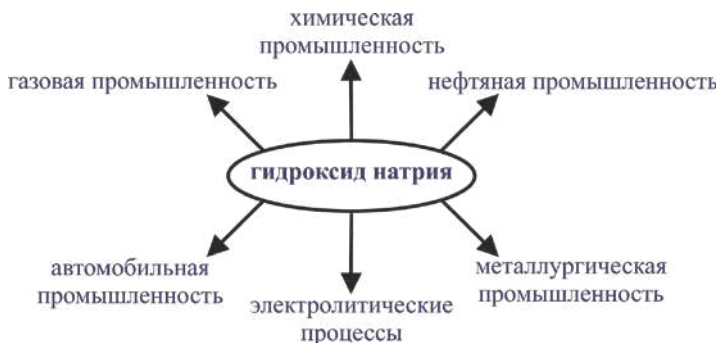 химическая
промышленность
газовая промышленность
нефтяная промышленность
гидроксид натрия
автомобильная
промышленность
металлургическая
промышленность
электролитические
процессы